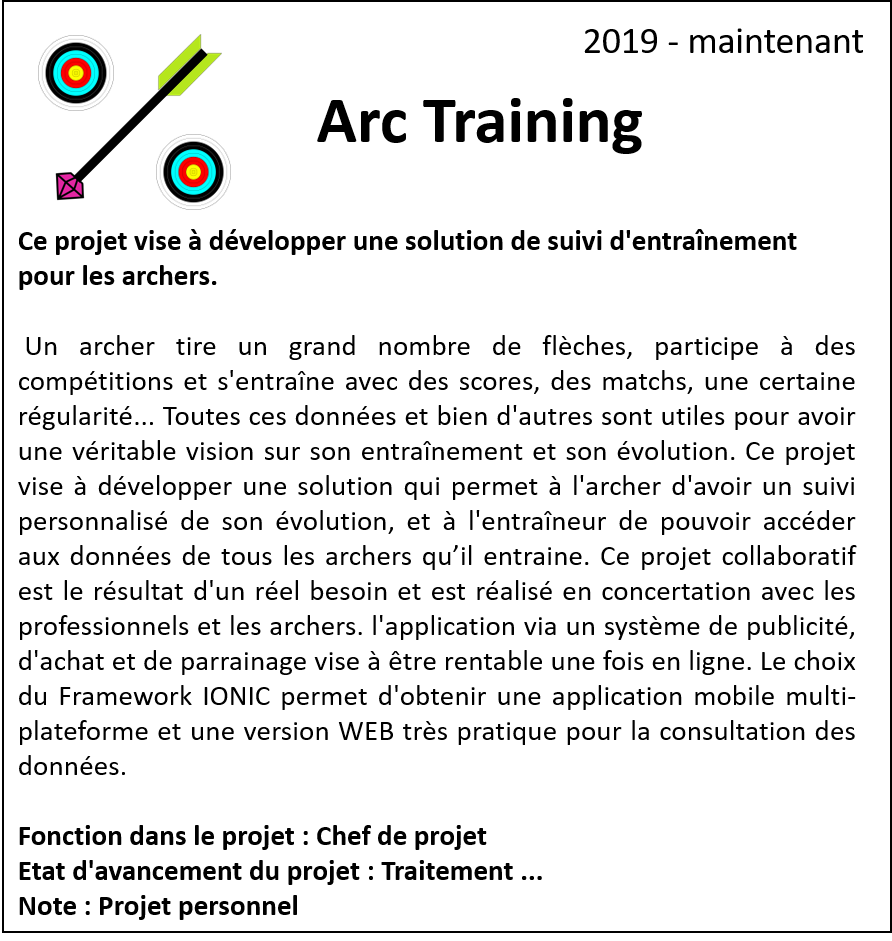 2019 - maintenant
Arc Training
Ce projet vise à développer une solution de suivi d'entraînement
pour les archers.
Un archer tire un grand nombre de flèches, participe à des
compétitions et s'entraîne avec des scores, des matchs, une certaine
régularité... Toutes ces données et bien d'autres sont utiles pour avoir
une véritable vision sur son entraînement et son évolution. Ce projet
vise à développer une solution qui permet à l'archer d'avoir un suivi
personnalisé de son évolution, et à l'entraîneur de pouvoir accéder
aux données de tous les archers qu’il entraine. Ce projet collaboratif
est le résultat d'un réel besoin et est réalisé en concertation avec les
professionnels et les archers. l'application via un système de publicité,
d'achat et de parrainage vise à être rentable une fois en ligne. Le choix
du Framework IONIC permet d'obtenir une application mobile multi-
plateforme et une version WEB très pratique pour la consultation des
données.
Fonction dans le projet : Chef de projet
Etat d'avancement du projet : Traitement ...
Note : Projet personnel